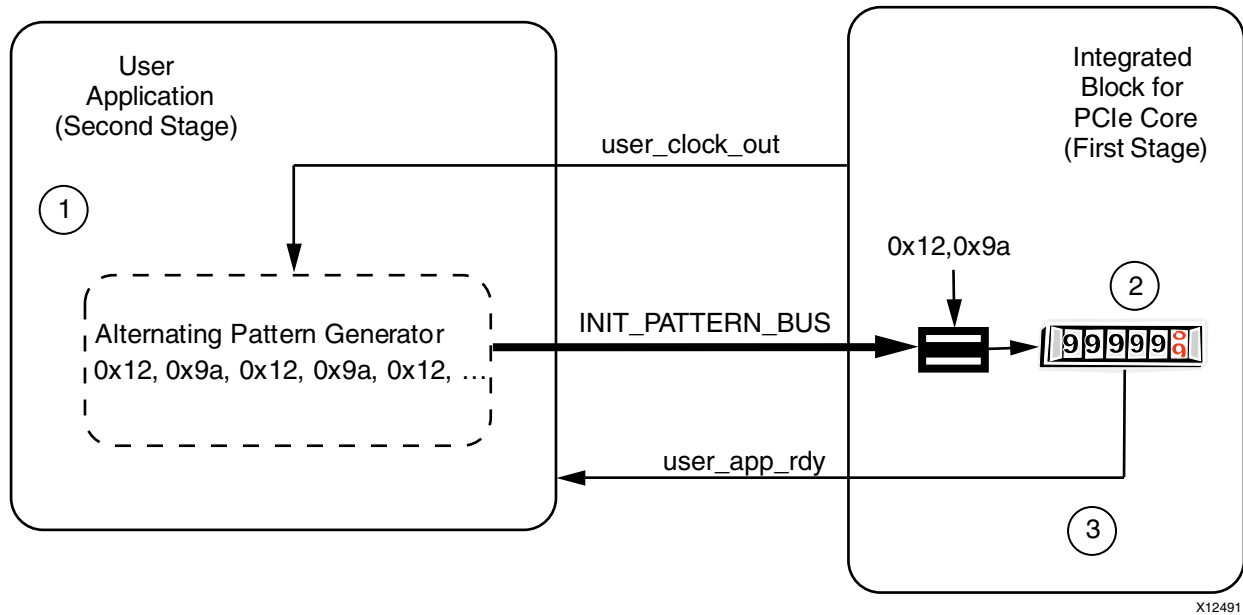 User
Application
(Second Stage)
Integrated
Block for
PCIe Core
(First Stage)
user_clock_out
1
0x12,0x9a
2
Alternating Pattern Generator
0x12, 0x9a, 0x12, 0x9a, 0x12, …
INIT_PATTERN_BUS
99999
user_app_rdy
3
X12491